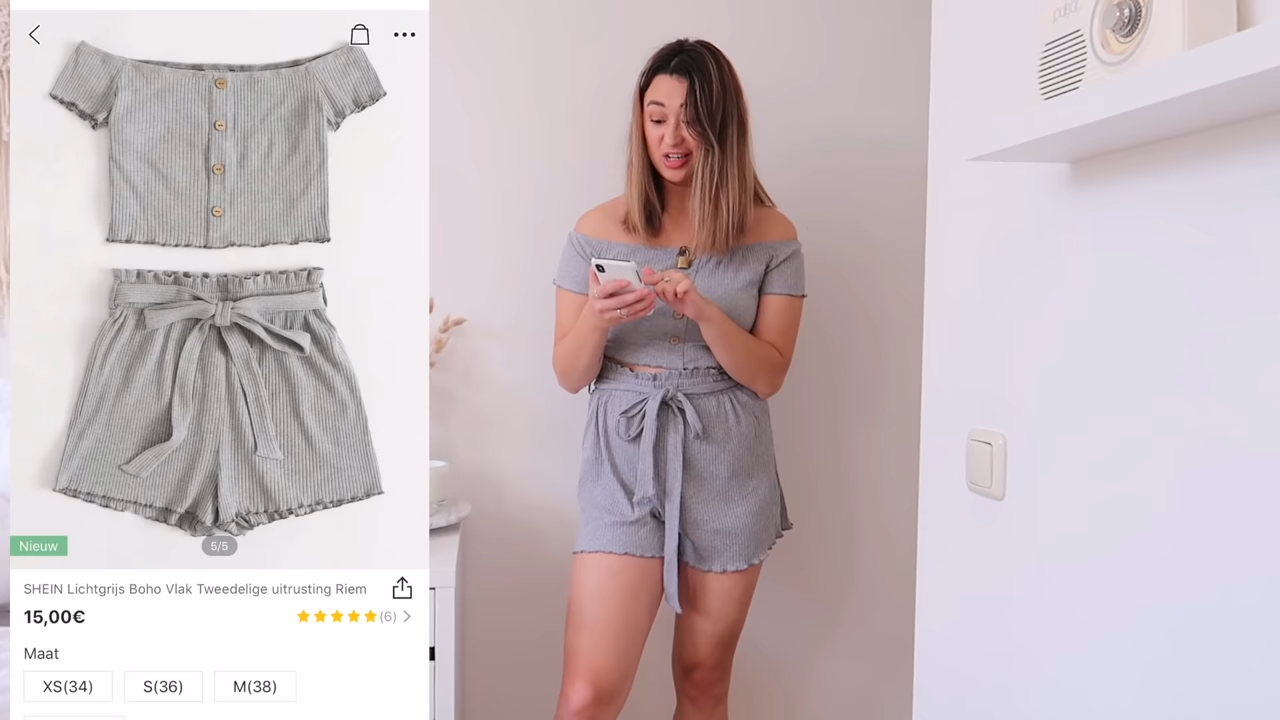 Nieuw
5/5
SHEIN Lichtgrijs Boho Vlak Tweedelige uitrusting Riem
15,00€
(6)
Maat
XS(34)
S(36)
M(38)